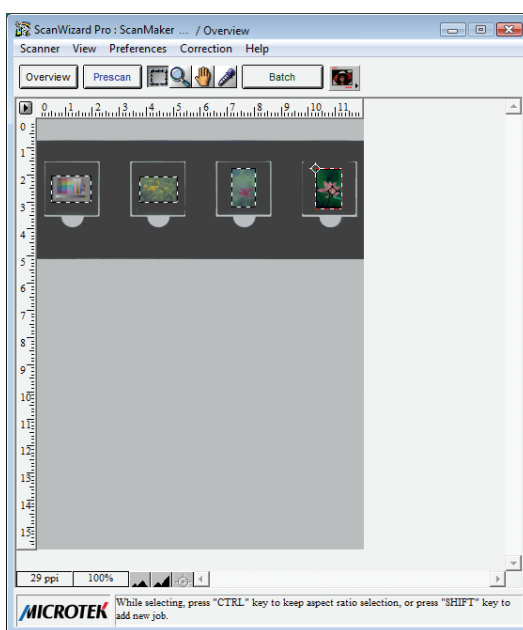 ScanWizard Pro : ScanMaker ... / Overview
Scanner View Preferences Correction Help
Overview Prescan Batch
0 1 2 3 4 5 6 7 8 9 10 11
0
1
2
3
4
5
6
7
8
9
10
11
12
13
14
15
29 ppi 100%
MICROTEK
While selecting, press "CTRL" key to keep aspect ratio selection, or press "SHIFT" key to
add new job.